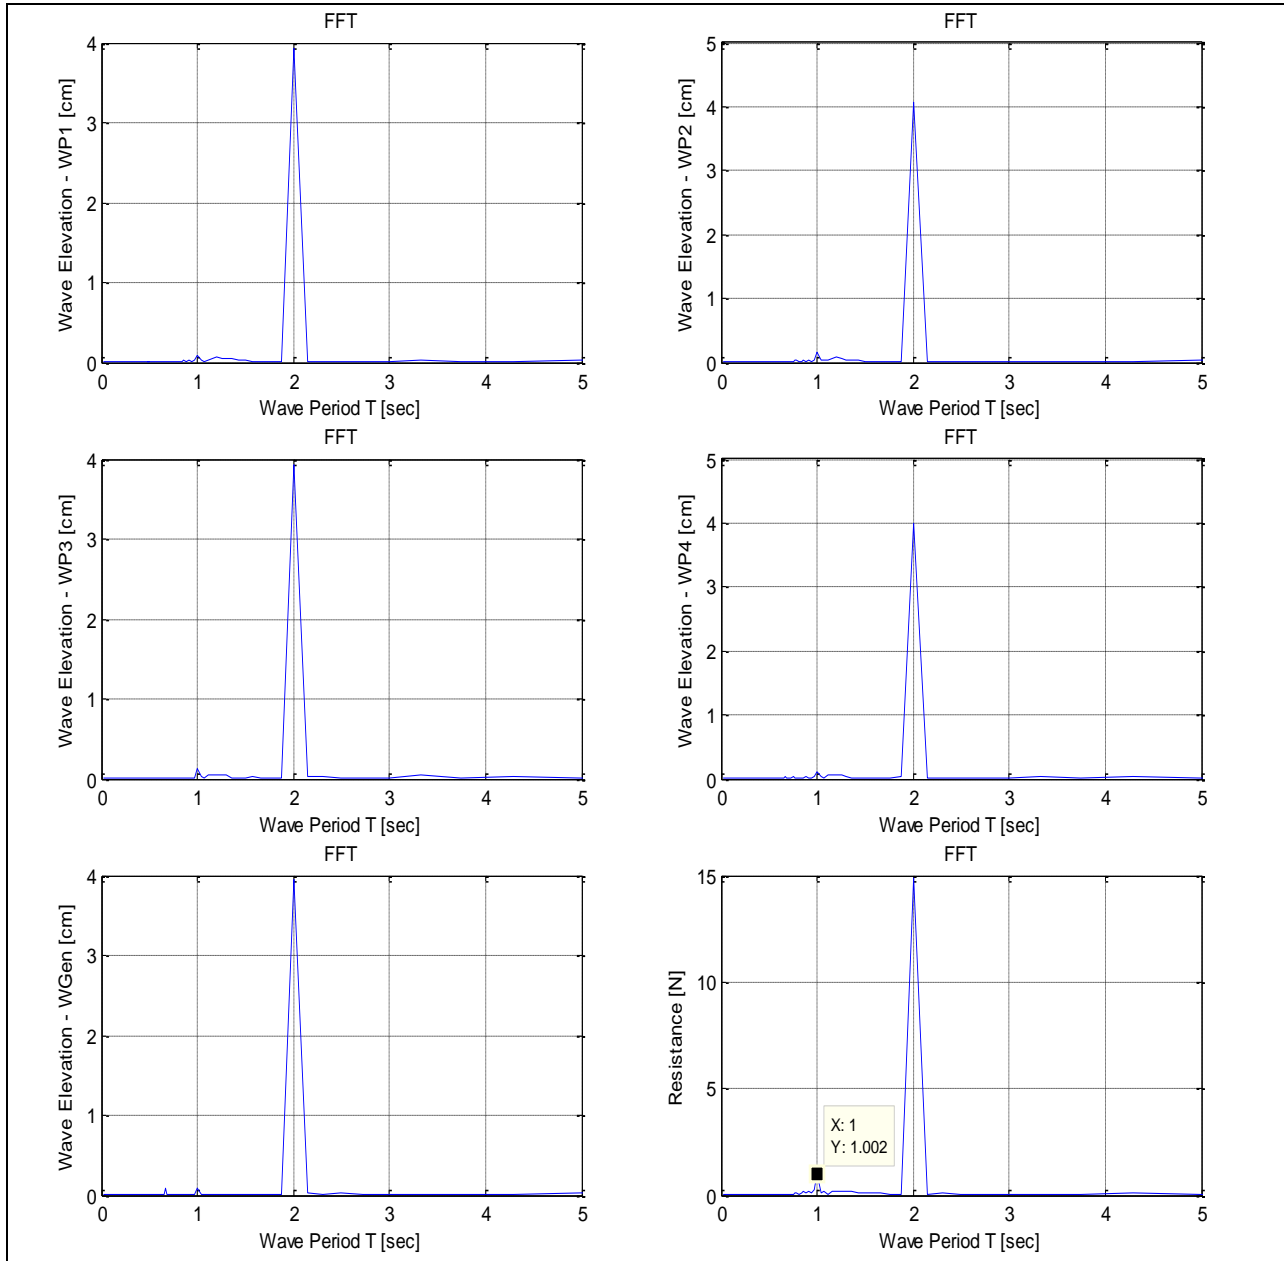 FFT
4
3
2
1
0
Wave Elevation - WP1 [cm]
0 1 2 3 4 5
Wave Period T [sec]
FFT
5
4
3
2
1
0
Wave Elevation - WP2 [cm]
0 1 2 3 4 5
Wave Period T [sec]
FFT
4
3
2
1
0
Wave Elevation - WP3 [cm]
0 1 2 3 4 5
Wave Period T [sec]
FFT
5
4
3
2
1
0
Wave Elevation - WP4 [cm]
0 1 2 3 4 5
Wave Period T [sec]
FFT
4
3
2
1
0
Wave Elevation - WGen [cm]
0 1 2 3 4 5
Wave Period T [sec]
FFT
15
10
5
0
Resistance [N]
X: 1
Y: 1.002
0 1 2 3 4 5
Wave Period T [sec]